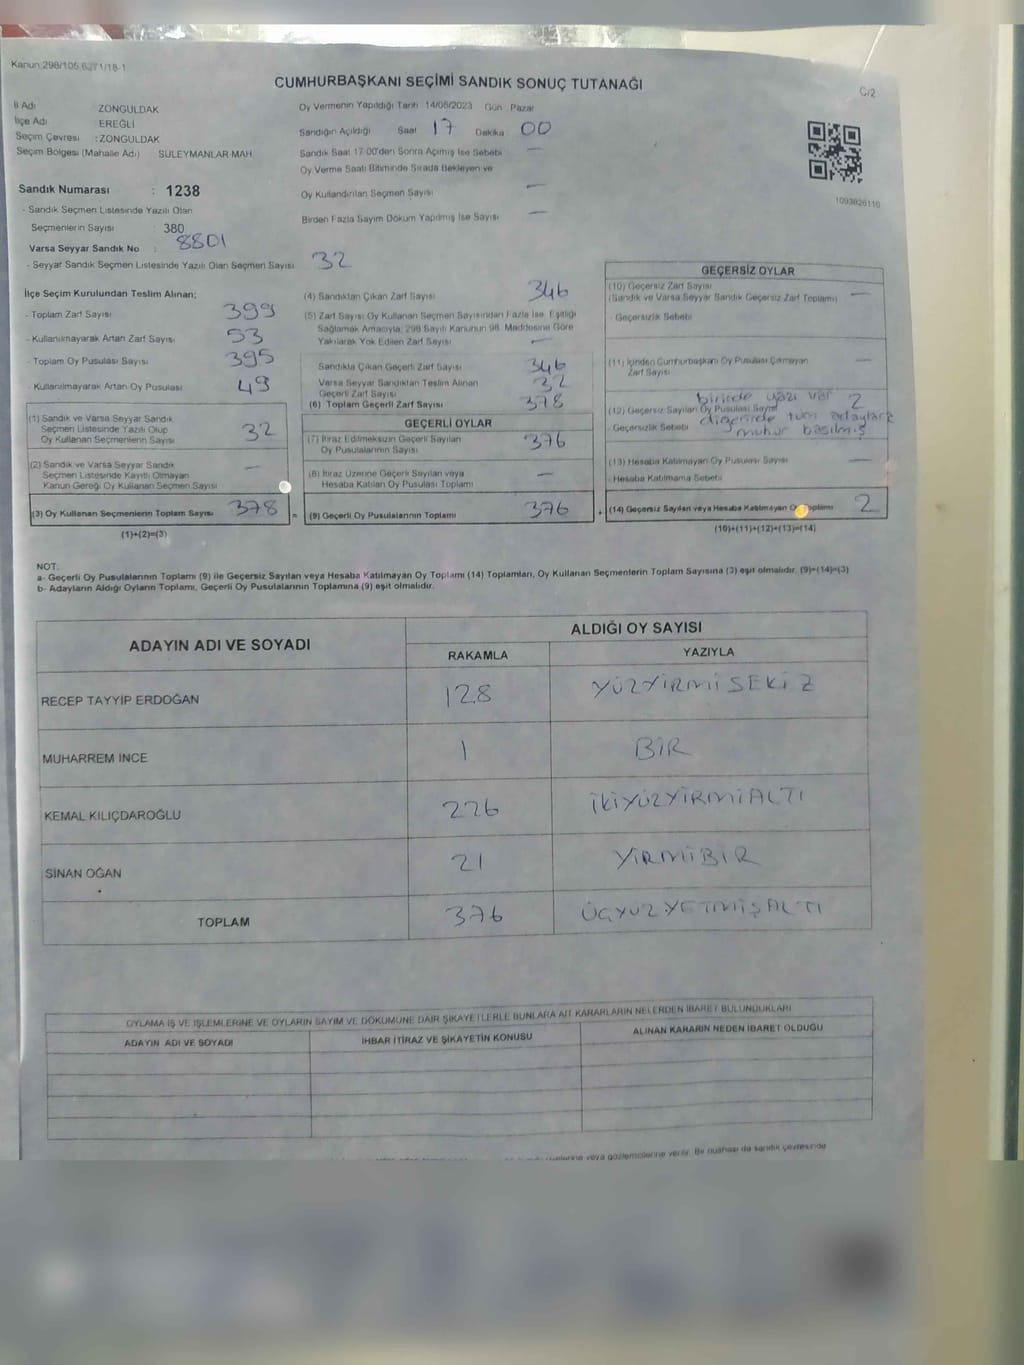 Kanun:298/105,6271/18-1
CUMHURBAŞKANI SEÇİMİ SANDIK SONUÇ TUTANAĞI
C/2
İl Adı ZONGULDAK
İlçe Adı EREĞLİ
Seçim Çevresi :ZONGULDAK
Seçim Bölgesi (Mahalle Adı) SÜLEYMANLAR MAH.
Sandık Numarası : 1238
- Sandık Seçmen Listesinde Yazılı Olan
Seçmenlerin Sayısı : 380
Varsa Seyyar Sandık No : 8801
- Seyyar Sandık Seçmen Listesinde Yazılı Olan Seçmen Sayısı 32
Oy Vermenin Yapıldığı Tarih 14/05/2023 Gün Pazar
Sandığın Açıldığı Saat 17 Dakika 00
Sandık Saat 17:00'den Sonra Açımış İse Sebebi —
Oy Verme Saati Bitiminde Sırada Bekleyen ve
Oy Kullandırılan Seçmen Sayısı —
Birden Fazla Sayım Döküm Yapılmış İse Sayısı —
1093826110
İlçe Seçim Kurulundan Teslim Alınan;
- Toplam Zarf Sayısı 399
- Kullanılmayarak Artan Zarf Sayısı 53
- Toplam Oy Pusulası Sayısı 395
- Kullanılmayarak Artan Oy Pusulası 49
(1) Sandık ve Varsa Seyyar Sandık
Seçmen Listesinde Yazılı Olup
Oy Kullanan Seçmenlerin Sayısı 32
(2) Sandık ve Varsa Seyyar Sandık
Seçmen Listesinde Kayıtlı Olmayan
Kanun Gereği Oy Kullanan Seçmen Sayısı —
(3) Oy Kullanan Seçmenlerin Toplam Sayısı 378 =
(1)+(2)=(3)
(4) Sandıktan Çıkan Zarf Sayısı 346
(5) Zarf Sayısı Oy Kullanan Seçmen Sayısından Fazla İse, Eşitliği
Sağlamak Amacıyla, 298 Sayılı Kanunun 98. Maddesine Göre
Yakılarak Yok Edilen Zarf Sayısı —
Sandıkta Çıkan Geçerli Zarf Sayısı 346
Varsa Seyyar Sandıktan Teslim Alınan
Geçerli Zarf Sayısı 32
(6) Toplam Geçerli Zarf Sayısı 378
GEÇERLİ OYLAR
(7) İtiraz Edilmeksizin Geçerli Sayılan
Oy Pusulalarının Sayısı 376
(8) İtiraz Üzerine Geçerli Sayılan veya
Hesaba Katılan Oy Pusulası Toplamı —
(9) Geçerli Oy Pusulalarının Toplamı 376 +
GEÇERSİZ OYLAR
(10) Geçersiz Zarf Sayısı
(Sandık ve Varsa Seyyar Sandık Geçersiz Zarf Toplamı) —
- Geçersizlik Sebebi
(11) İçinden Cumhurbaşkanı Oy Pusulası Çıkmayan
Zarf Sayısı —
birinde yazı var 2
(12) Geçersiz Sayılan Oy Pusulası Sayısı
diğerinde tüm adaylara
- Geçersizlik Sebebi
mühür basılmış
(13) Hesaba Katılmayan Oy Pusulası Sayısı —
- Hesaba Katılmama Sebebi
(14) Geçersiz Sayılan veya Hesaba Katılmayan Oy Toplamı 2
(10)+(11)+(12)+(13)=(14)
NOT:
a- Geçerli Oy Pusulalarının Toplamı (9) ile Geçersiz Sayılan veya Hesaba Katılmayan Oy Toplamı (14) Toplamları, Oy Kullanan Seçmenlerin Toplam Sayısına (3) eşit olmalıdır. (9)+(14)=(3)
b- Adayların Aldığı Oyların Toplamı, Geçerli Oy Pusulalarının Toplamına (9) eşit olmalıdır.
ADAYIN ADI VE SOYADI
ALDIĞI OY SAYISI
RAKAMLA YAZIYLA
RECEP TAYYİP ERDOĞAN 128 YÜZYİRMİSEKİZ
MUHARREM İNCE 1 BİR
KEMAL KILIÇDAROĞLU 226 İKİYÜZYİRMİALTI
SİNAN OĞAN 21 YİRMİBİR
TOPLAM 376 ÜÇYÜZYETMİŞALTI
OYLAMA İŞ VE İŞLEMLERİNE VE OYLARIN SAYIM VE DÖKÜMÜNE DAİR ŞİKAYETLERLE BUNLARA AİT KARARLARIN NELERDEN İBARET BULUNDUKLARI
ADAYIN ADI VE SOYADI İHBAR İTİRAZ VE ŞİKAYETİN KONUSU ALINAN KARARIN NEDEN İBARET OLDUĞU
veya gözlemcilerine verilir. Bir nüshası da sandık çevresinde